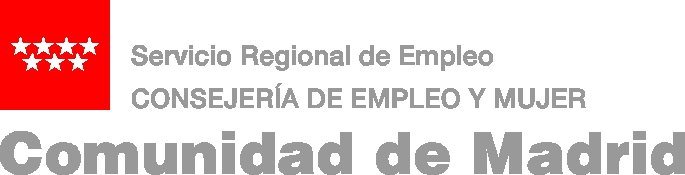 Servicio Regional de Empleo
CONSEJERÍA DE EMPLEO Y MUJER
Comunidad de Madrid